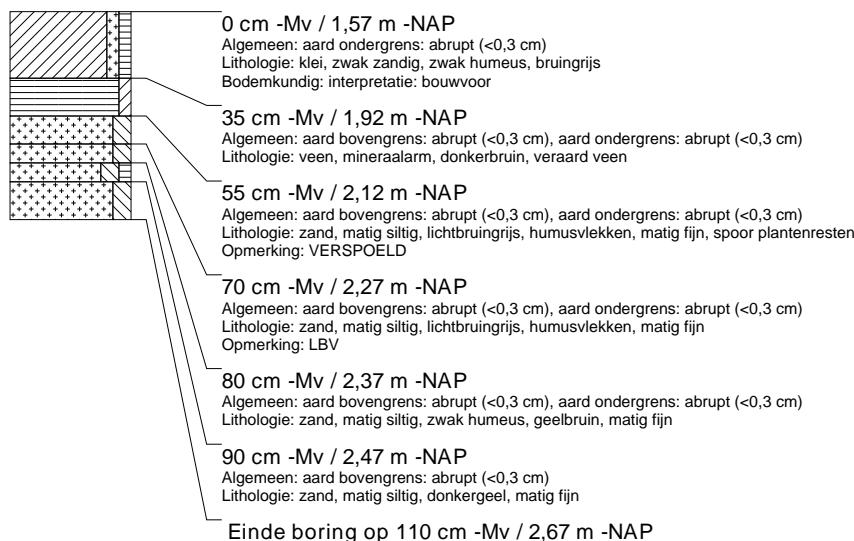 0 cm -Mv / 1,57 m -NAP
Algemeen: aard ondergrens: abrupt (<0,3 cm)
Lithologie: klei, zwak zandig, zwak humeus, bruingrijs
Bodemkundig: interpretatie: bouwvoor
35 cm -Mv / 1,92 m -NAP
Algemeen: aard bovengrens: abrupt (<0,3 cm), aard ondergrens: abrupt (<0,3 cm)
Lithologie: veen, mineraalarm, donkerbruin, veraard veen
55 cm -Mv / 2,12 m -NAP
Algemeen: aard bovengrens: abrupt (<0,3 cm), aard ondergrens: abrupt (<0,3 cm)
Lithologie: zand, matig siltig, lichtbruingrijs, humusvlekken, matig fijn, spoor plantenresten
Opmerking: VERSPOELD
70 cm -Mv / 2,27 m -NAP
Algemeen: aard bovengrens: abrupt (<0,3 cm), aard ondergrens: abrupt (<0,3 cm)
Lithologie: zand, matig siltig, lichtbruingrijs, humusvlekken, matig fijn
Opmerking: LBV
80 cm -Mv / 2,37 m -NAP
Algemeen: aard bovengrens: abrupt (<0,3 cm), aard ondergrens: abrupt (<0,3 cm)
Lithologie: zand, matig siltig, zwak humeus, geelbruin, matig fijn
90 cm -Mv / 2,47 m -NAP
Algemeen: aard bovengrens: abrupt (<0,3 cm)
Lithologie: zand, matig siltig, donkergeel, matig fijn
Einde boring op 110 cm -Mv / 2,67 m -NAP